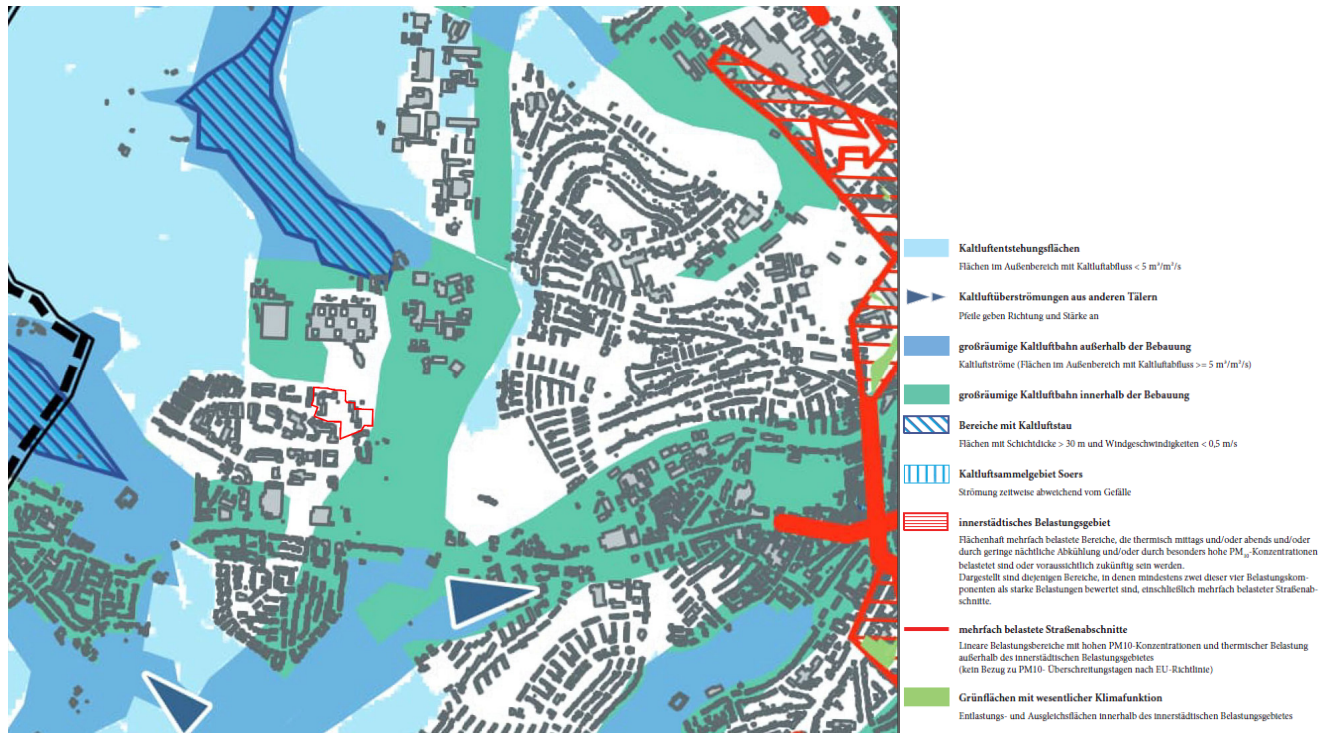 Kaltluftentstehungsflächen
Flächen im Außenbereich mit Kaltluftabfluss < 5 m³/m³/s
Kaltluftüberströmungen aus anderen Tälern
Pfeile geben Richtung und Stärke an
großräumige Kaltluftbahn außerhalb der Bebauung
Kaltluftströme (Flächen im Außenbereich mit Kaltluftabfluss >= 5 m³/m³/s)
großräumige Kaltluftbahn innerhalb der Bebauung
Bereiche mit Kaltluftstau
Flächen mit Schichtdicke > 30 m und Windgeschwindigkeiten < 0,5 m/s
Kaltluftsammelgebiet Soers
Strömung zeitweise abweichend vom Gefälle
innerstädtisches Belastungsgebiet
Flächenhaft mehrfach belastete Bereiche, die thermisch mittags und/oder abends und/oder
durch geringe nächtliche Abkühlung und/oder durch besonders hohe PM₁₀-Konzentrationen
belastetet sind oder voraussichtlich zukünftig sein werden.
Dargestellt sind diejenigen Bereiche, in denen mindestens zwei dieser vier Belastungskom-
ponenten als starke Belastungen bewertet sind, einschließlich mehrfach belasteter Straßenab-
schnitte.
mehrfach belastete Straßenabschnitte
Lineare Belastungsbereiche mit hohen PM10-Konzentrationen und thermischer Belastung
außerhalb des innerstädtischen Belastungsgebietes
(kein Bezug zu PM10- Überschreitungstagen nach EU-Richtlinie)
Grünflächen mit wesentlicher Klimafunktion
Entlastungs- und Ausgleichsflächen innerhalb des innerstädtischen Belastungsgebietes